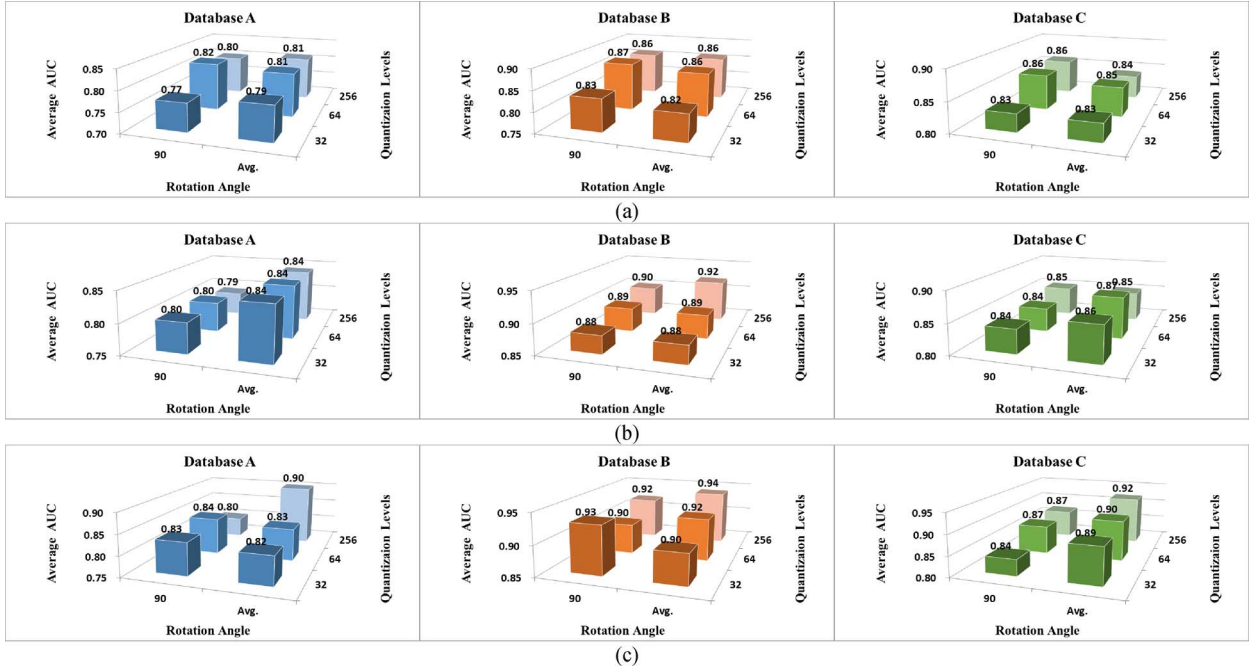 Database A
Average AUC
0.85
0.80
0.75
0.70
0.77
0.82
0.80
0.79
0.81
0.81
90
Avg.
Rotation Angle
32
64
256
Quantizaion Levels
Database B
Average AUC
0.90
0.85
0.80
0.75
0.83
0.87
0.86
0.82
0.86
0.86
90
Avg.
Rotation Angle
32
64
256
Quantizaion Levels
Database C
Average AUC
0.90
0.85
0.80
0.83
0.86
0.86
0.83
0.85
0.84
90
Avg.
Rotation Angle
32
64
256
Quantizaion Levels
(a)
Database A
Average AUC
0.85
0.80
0.75
0.80
0.80
0.79
0.84
0.84
0.84
90
Avg.
Rotation Angle
32
64
256
Quantizaion Levels
Database B
Average AUC
0.95
0.90
0.85
0.88
0.89
0.90
0.88
0.89
0.92
90
Avg.
Rotation Angle
32
64
256
Quantizaion Levels
Database C
Average AUC
0.90
0.85
0.80
0.84
0.84
0.85
0.86
0.87
0.85
90
Avg.
Rotation Angle
32
64
256
Quantizaion Levels
(b)
Database A
Average AUC
0.90
0.85
0.80
0.75
0.83
0.84
0.80
0.82
0.83
0.90
90
Avg.
Rotation Angle
32
64
256
Quantizaion Levels
Database B
Average AUC
0.95
0.90
0.85
0.93
0.90
0.92
0.90
0.92
0.94
90
Avg.
Rotation Angle
32
64
256
Quantizaion Levels
Database C
Average AUC
0.95
0.90
0.85
0.80
0.84
0.87
0.87
0.89
0.90
0.92
90
Avg.
Rotation Angle
32
64
256
Quantizaion Levels
(c)